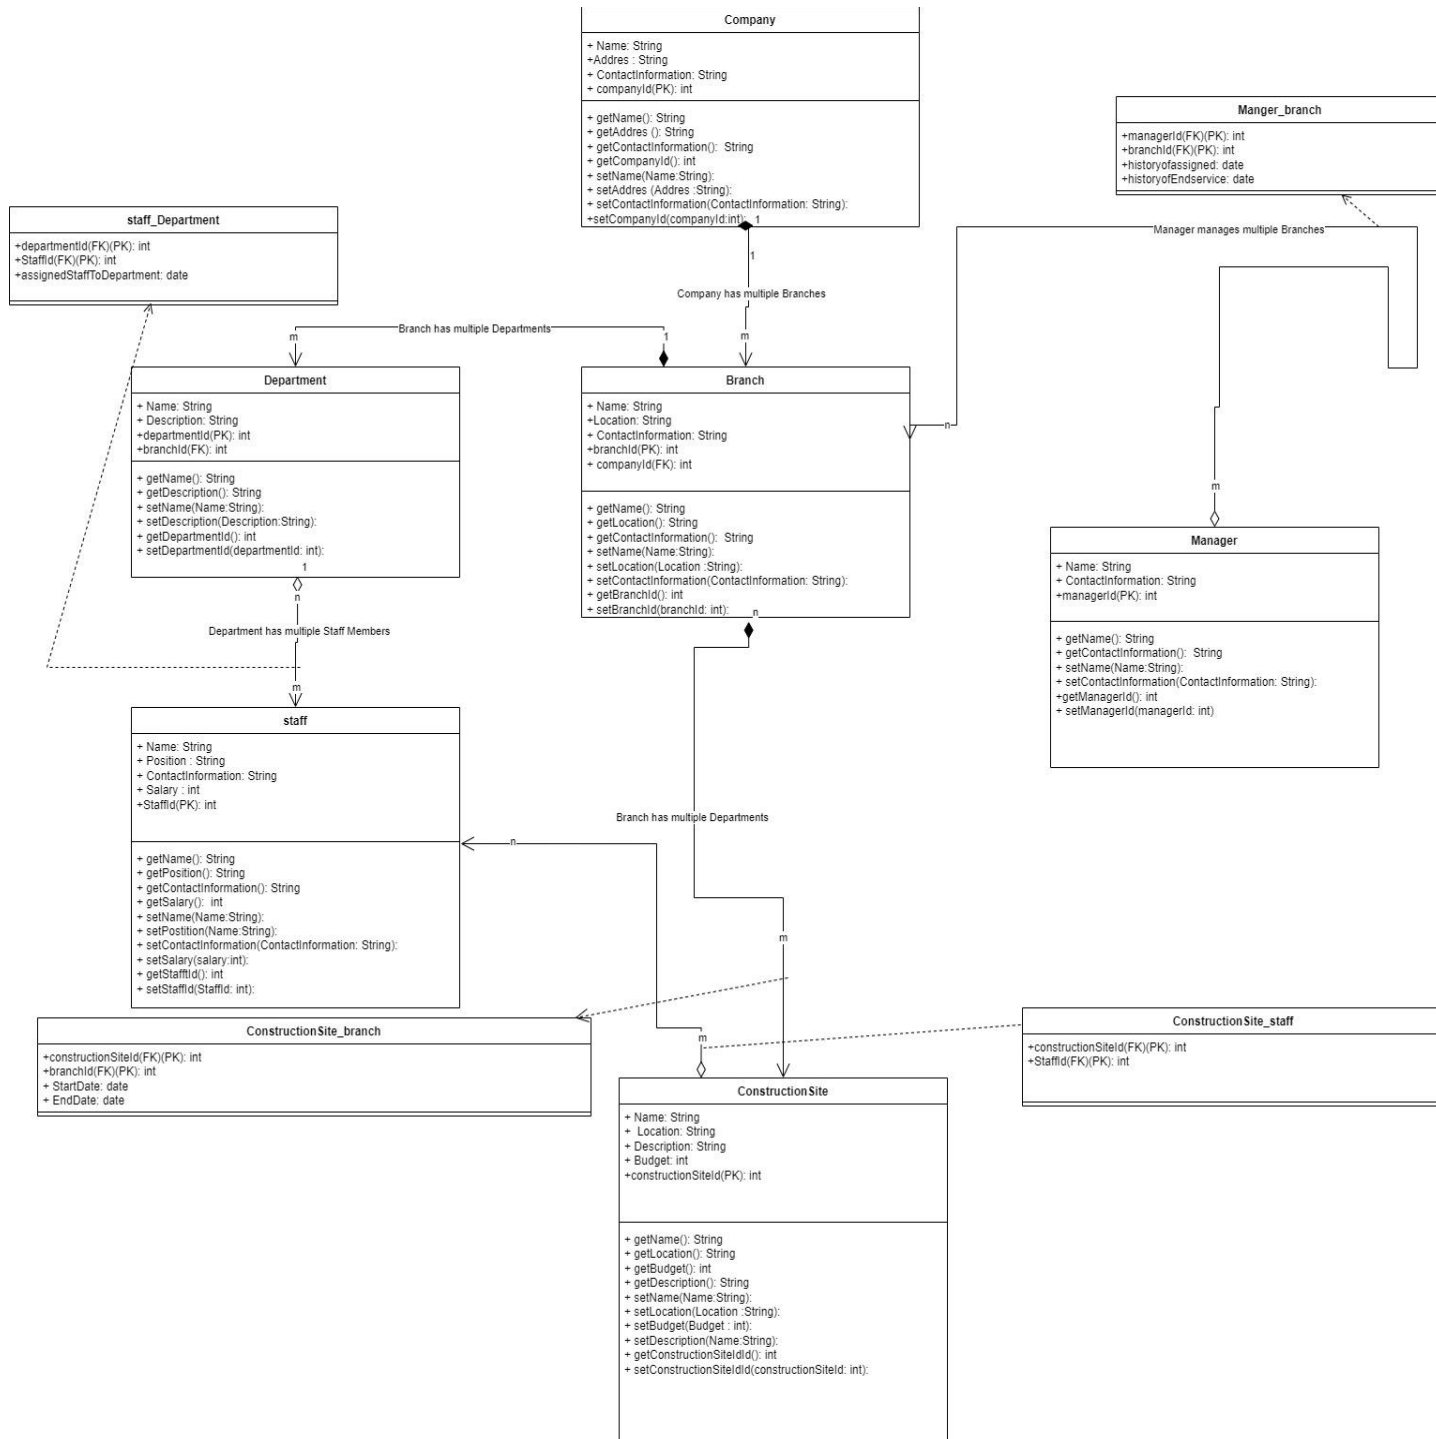 Company
+ Name: String
+Addres : String
+ ContactInformation: String
+ companyId(PK): int
+ getName(): String
+ getAddres (): String
+ getContactInformation():  String
+ getCompanyId(): int
+ setName(Name:String):
+ setAddres (Addres :String):
+ setContactInformation(ContactInformation: String):
+setCompanyId(companyId:int): 1
1
Company has multiple Branches
m
Manger_branch
+managerId(FK)(PK): int
+branchId(FK)(PK): int
+historyofassigned: date
+historyofEndservice: date
Manager manages multiple Branches
n
m
staff_Department
+departmentId(FK)(PK): int
+StaffId(FK)(PK): int
+assignedStaffToDepartment: date
Branch has multiple Departments
1
m
Department
+ Name: String
+ Description: String
+departmentId(PK): int
+branchId(FK): int
+ getName(): String
+ getDescription(): String
+ setName(Name:String):
+ setDescription(Description:String):
+ getDepartmentId(): int
+ setDepartmentId(departmentId: int):
1
n
Department has multiple Staff Members
m
Branch
+ Name: String
+Location: String
+ ContactInformation: String
+branchId(PK): int
+ companyId(FK): int
+ getName(): String
+ getLocation(): String
+ getContactInformation():  String
+ setName(Name:String):
+ setLocation(Location :String):
+ setContactInformation(ContactInformation: String):
+ getBranchId(): int
+ setBranchId(branchId: int):
n
Manager
+ Name: String
+ ContactInformation: String
+managerId(PK): int
+ getName(): String
+ getContactInformation():  String
+ setName(Name:String):
+ setContactInformation(ContactInformation: String):
+getManagerId(): int
+ setManagerId(managerId: int)
staff
+ Name: String
+ Position : String
+ ContactInformation: String
+ Salary : int
+StaffId(PK): int
+ getName(): String
+ getPosition(): String
+ getContactInformation(): String
+ getSalary():  int
+ setName(Name:String):
+ setPostition(Name:String):
+ setContactInformation(ContactInformation: String):
+ setSalary(salary:int):
+ getStafftId(): int
+ setStaffId(StaffId: int):
Branch has multiple Departments
n
m
m
ConstructionSite_branch
+constructionSiteId(FK)(PK): int
+branchId(FK)(PK): int
+ StartDate: date
+ EndDate: date
ConstructionSite_staff
+constructionSiteId(FK)(PK): int
+StaffId(FK)(PK): int
ConstructionSite
+ Name: String
+  Location: String
+ Description: String
+ Budget: int
+constructionSiteId(PK): int
+ getName(): String
+ getLocation(): String
+ getBudget(): int
+ getDescription(): String
+ setName(Name:String):
+ setLocation(Location :String):
+ setBudget(Budget : int):
+ setDescription(Name:String):
+ getConstructionSiteIdId(): int
+ setConstructionSiteIdId(constructionSiteId: int):